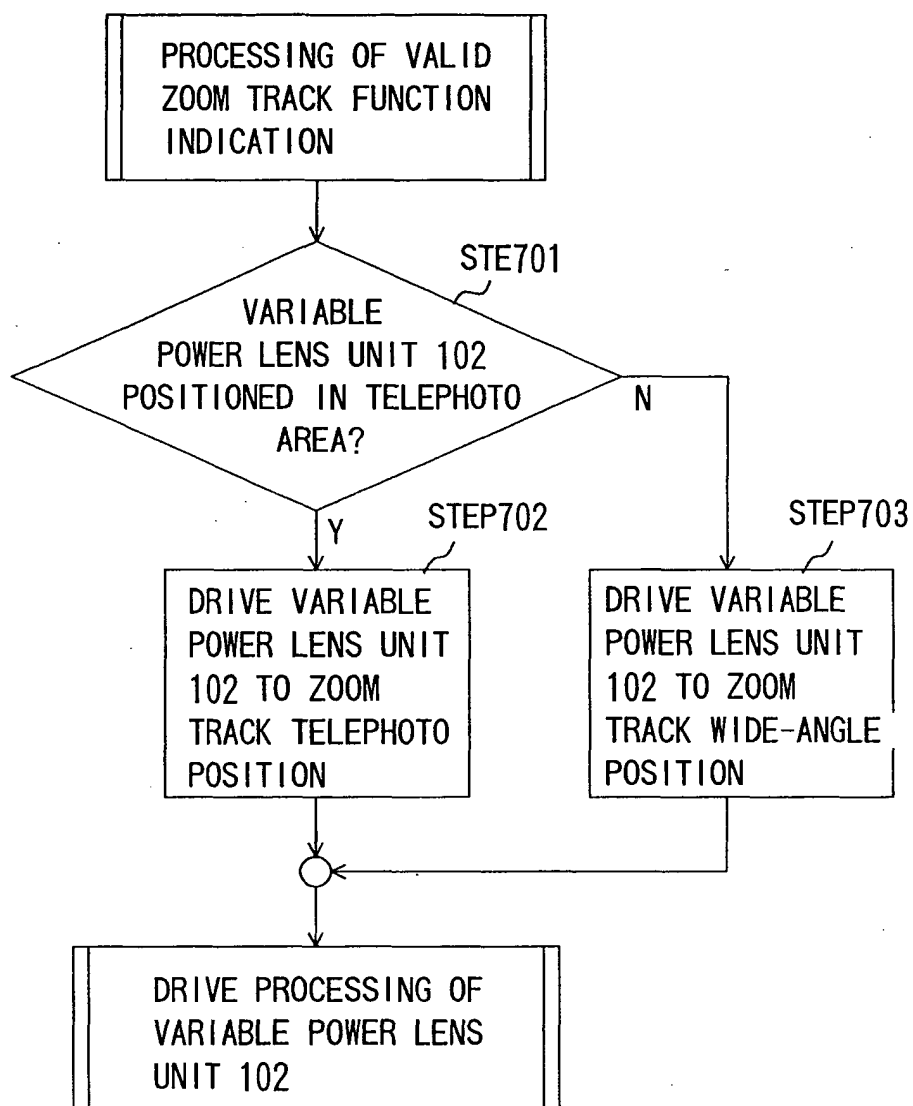 PROCESSING OF VALID
ZOOM TRACK FUNCTION
INDICATION
STE701
VARIABLE
POWER LENS UNIT 102
POSITIONED IN TELEPHOTO
AREA?
N
Y
STEP702
STEP703
DRIVE VARIABLE
POWER LENS UNIT
102 TO ZOOM
TRACK TELEPHOTO
POSITION
DRIVE VARIABLE
POWER LENS UNIT
102 TO ZOOM
TRACK WIDE-ANGLE
POSITION
DRIVE PROCESSING OF
VARIABLE POWER LENS
UNIT 102